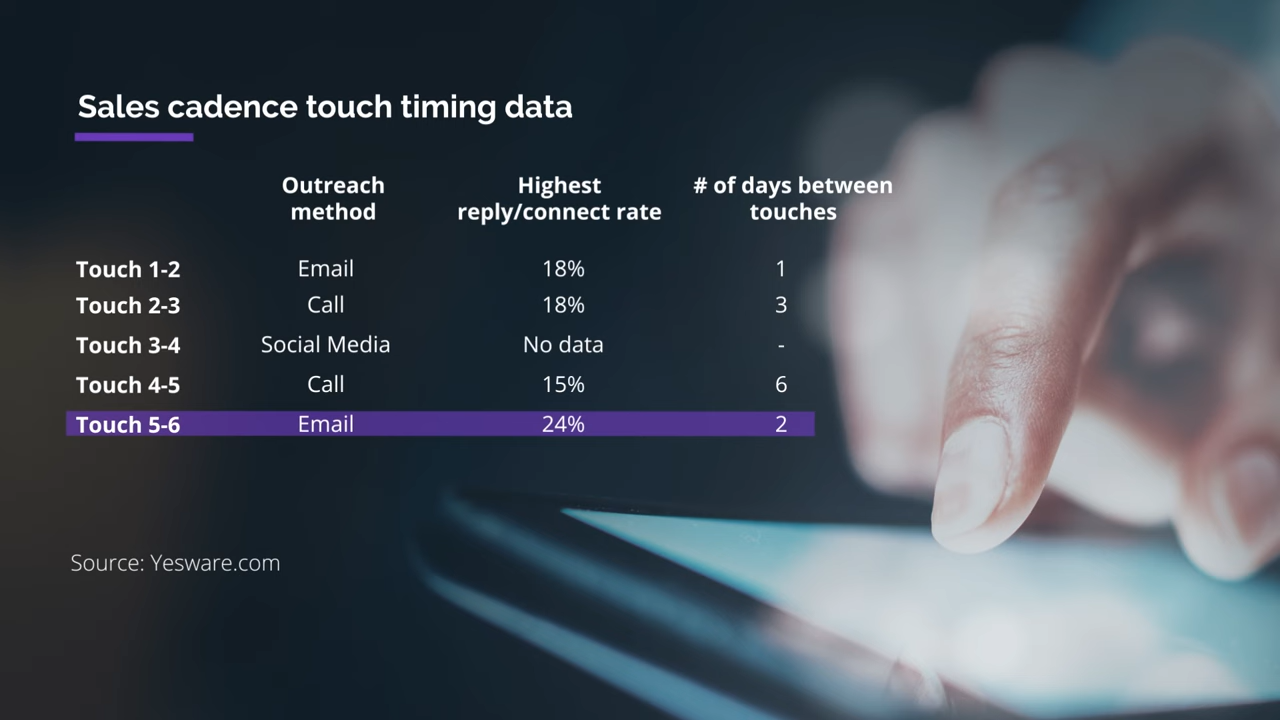 Sales cadence touch timing data
Outreach method Highest reply/connect rate # of days between touches
Touch 1-2 Email 18% 1
Touch 2-3 Call 18% 3
Touch 3-4 Social Media No data -
Touch 4-5 Call 15% 6
Touch 5-6 Email 24% 2
Source: Yesware.com